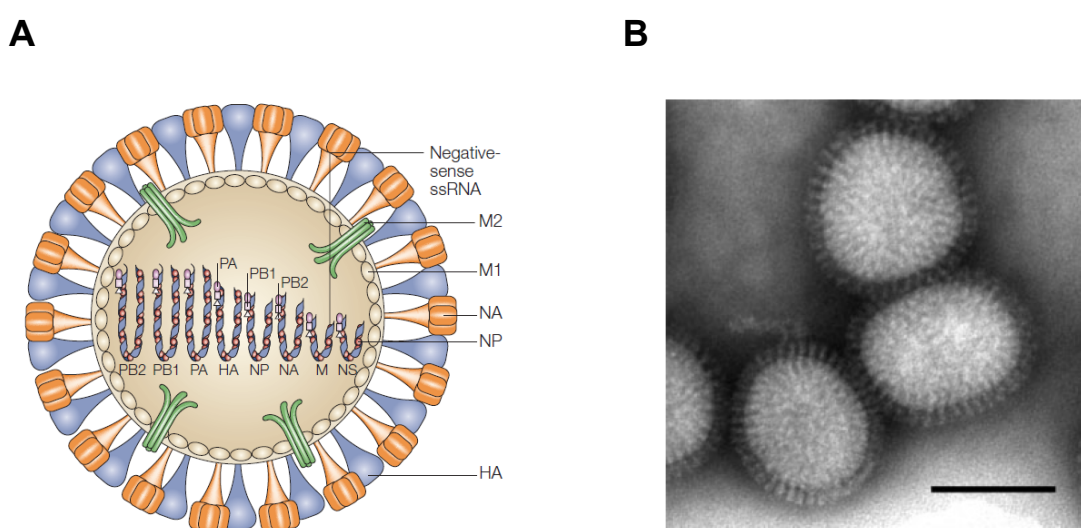 A
B
Negative-
sense
ssRNA
M2
PA
M1
PB1
PB2
NA
NP
PB2 PB1 PA HA NP NA M NS
HA